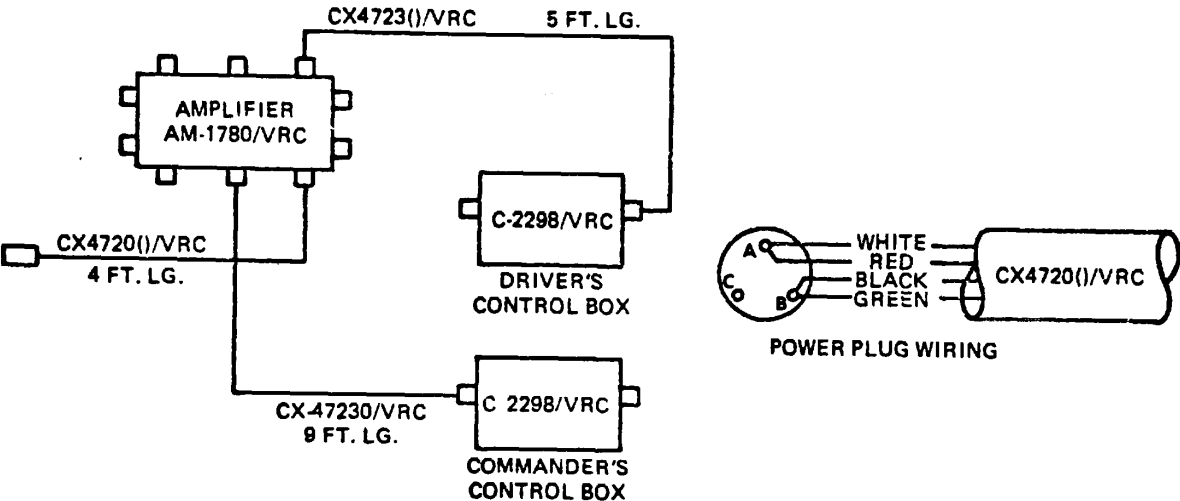 CX4723()/VRC 5 FT. LG.
AMPLIFIER
AM-1780/VRC
C-2298/VRC
DRIVER'S
CONTROL BOX
CX4720()/VRC
4 FT. LG.
CX-47230/VRC
9 FT. LG.
C 2298/VRC
COMMANDER'S
CONTROL BOX
A
C
B
WHITE
RED
BLACK
GREEN
CX4720()/VRC
POWER PLUG WIRING